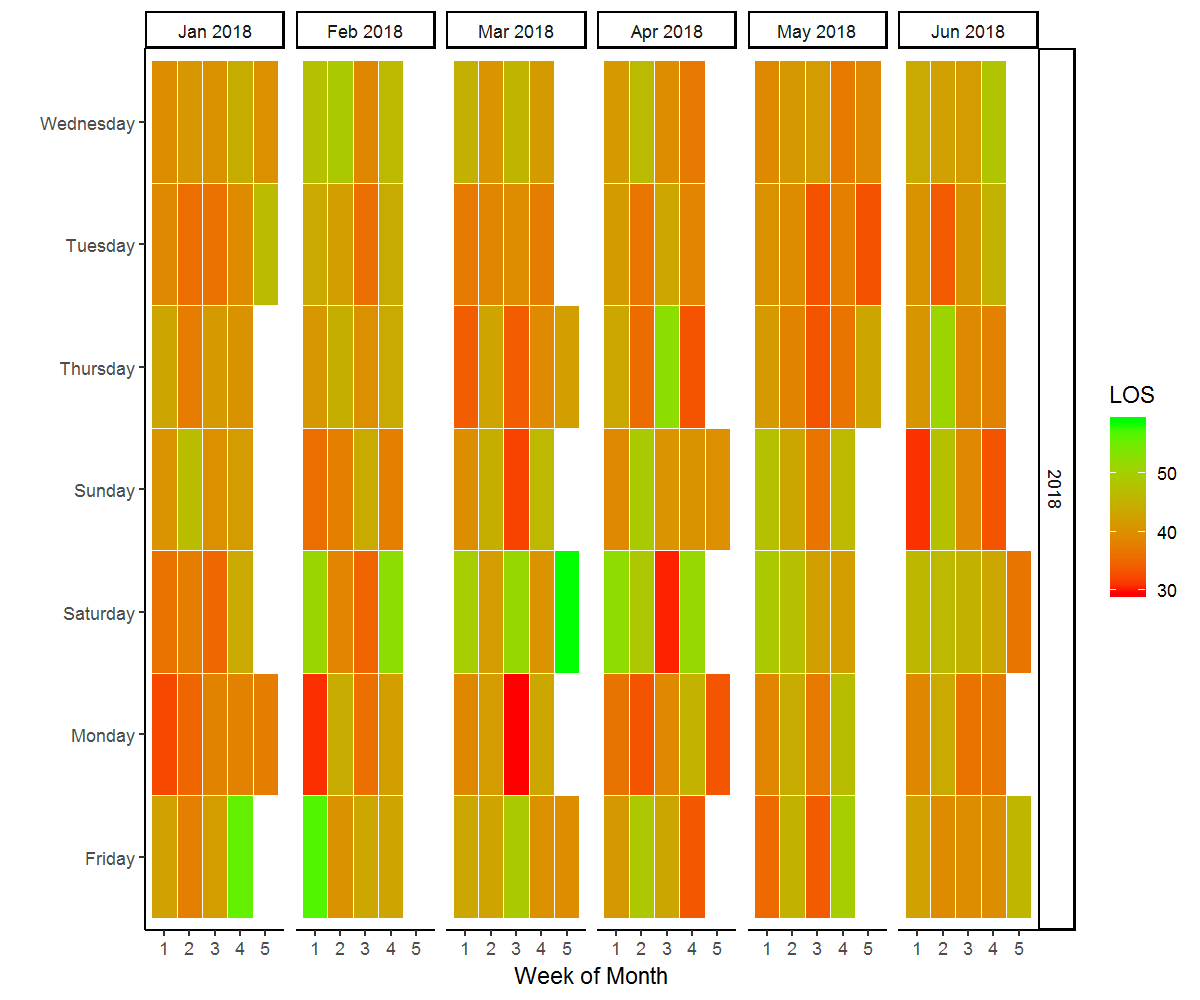 Jan 2018 Feb 2018 Mar 2018 Apr 2018 May 2018 Jun 2018
Wednesday
Tuesday
Thursday
Sunday
Saturday
Monday
Friday
2018
LOS
50
40
30
1 2 3 4 5 1 2 3 4 5 1 2 3 4 5 1 2 3 4 5 1 2 3 4 5 1 2 3 4 5
Week of Month